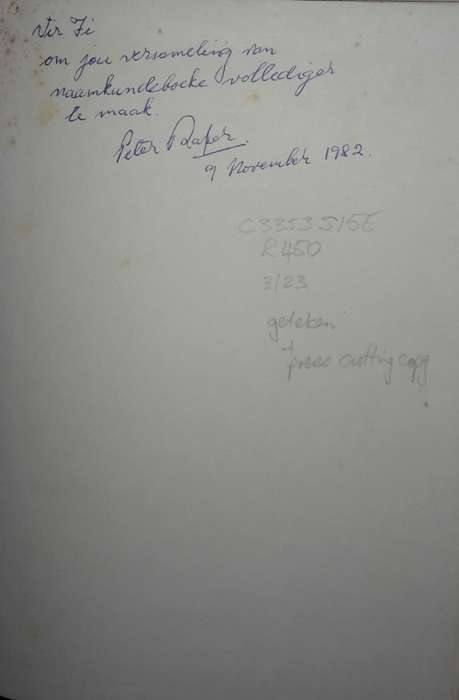 Vir Fi
om jou versameling van
naamkundeboeke vollediger
te maak.
Peter Raper.
9 November 1982.
C3353 S/5E
R450
3/23
geteken
+press cutting copy